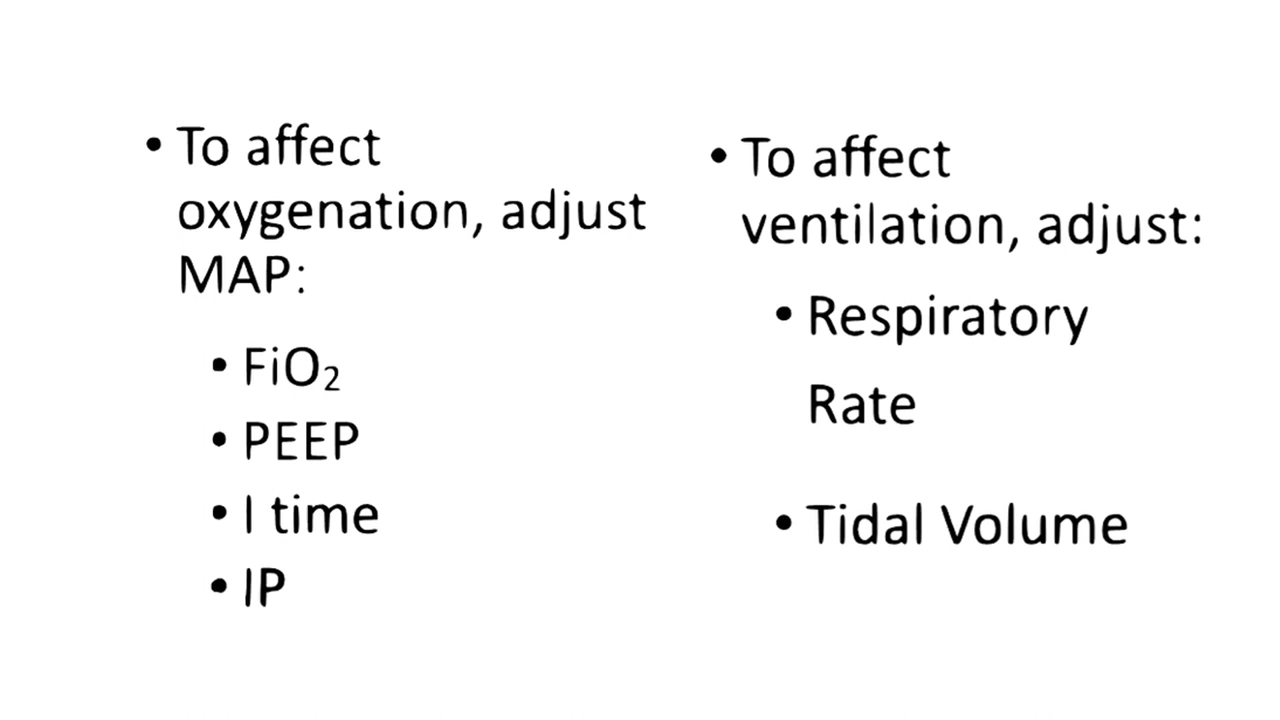 • To affect
oxygenation, adjust
MAP:
• FiO₂
• PEEP
• I time
• IP
• To affect
ventilation, adjust:
• Respiratory
Rate
• Tidal Volume